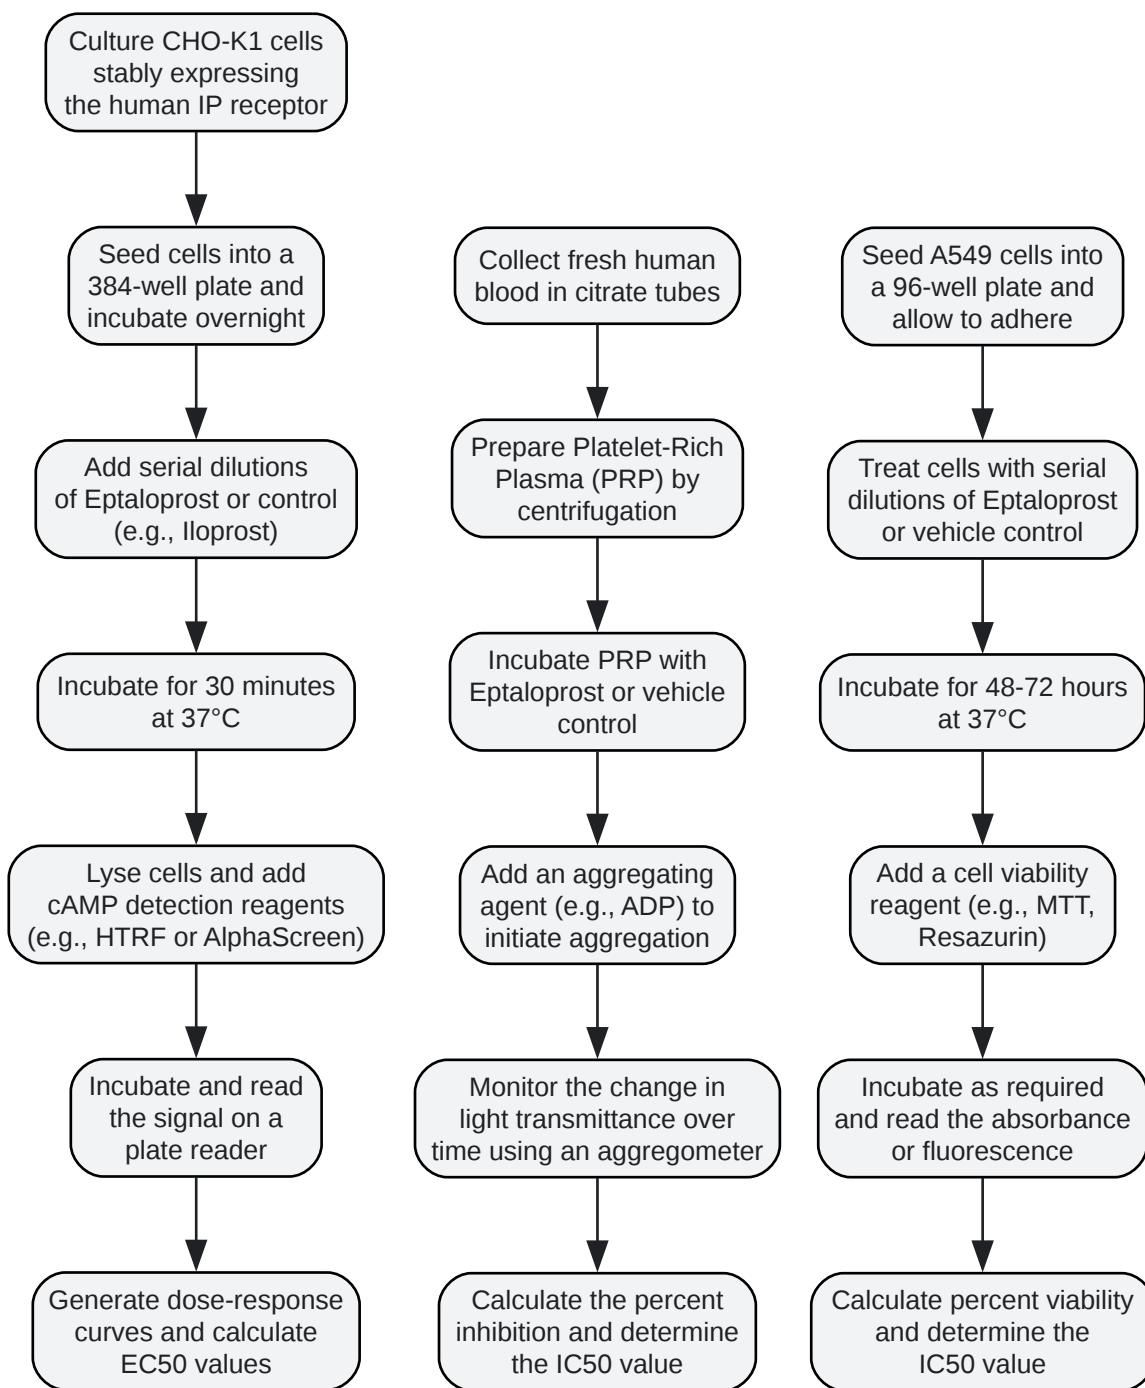 Culture CHO-K1 cells
stably expressing
the human IP receptor
Seed cells into a
384-well plate and
incubate overnight
Add serial dilutions
of Eptaloprost or control
(e.g., Iloprost)
Incubate for 30 minutes
at 37°C
Lyse cells and add
cAMP detection reagents
(e.g., HTRF or AlphaScreen)
Incubate and read
the signal on a
plate reader
Generate dose-response
curves and calculate
EC50 values
Collect fresh human
blood in citrate tubes
Prepare Platelet-Rich
Plasma (PRP) by
centrifugation
Incubate PRP with
Eptaloprost or vehicle
control
Add an aggregating
agent (e.g., ADP) to
initiate aggregation
Monitor the change in
light transmittance over
time using an aggregometer
Calculate the percent
inhibition and determine
the IC50 value
Seed A549 cells into
a 96-well plate and
allow to adhere
Treat cells with serial
dilutions of Eptaloprost
or vehicle control
Incubate for 48-72 hours
at 37°C
Add a cell viability
reagent (e.g., MTT,
Resazurin)
Incubate as required
and read the absorbance
or fluorescence
Calculate percent viability
and determine the
IC50 value